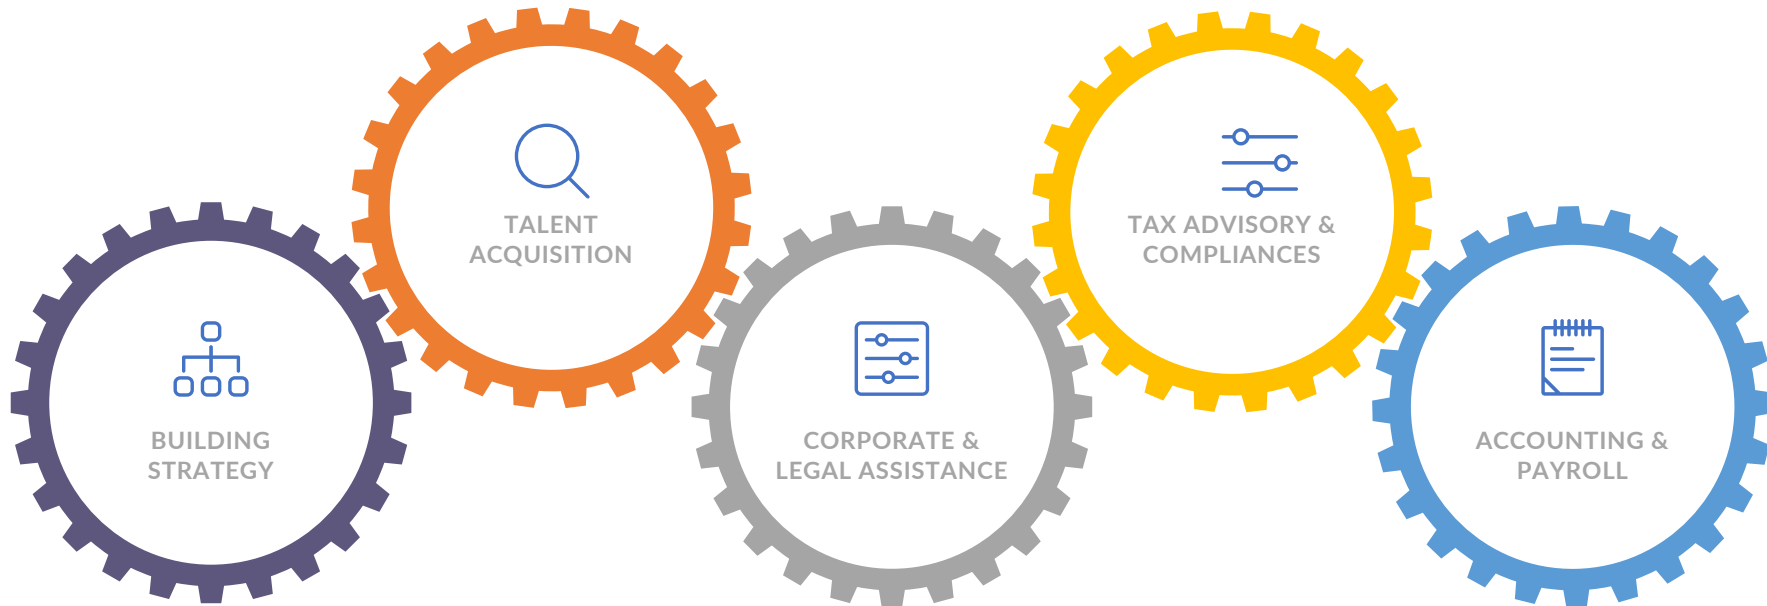 BUILDING
STRATEGY
TALENT
ACQUISITION
CORPORATE &
LEGAL ASSISTANCE
TAX ADVISORY &
COMPLIANCES
ACCOUNTING &
PAYROLL